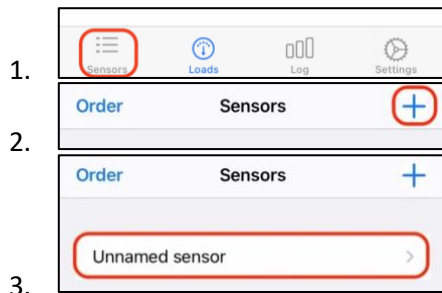 Sensors Loads Log Settings
1.
Order Sensors +
2.
Order Sensors +
Unnamed sensor >
3.